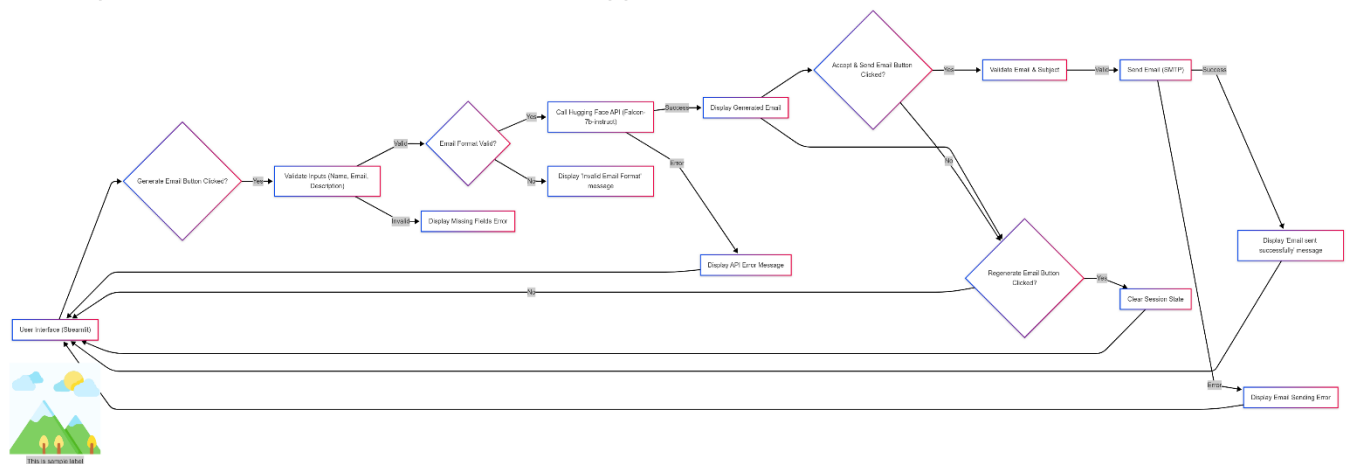 Accept & Send Email Button
Clicked?
Yes
Validate Email & Subject
Valid
Send Email (SMTP)
Success
Call Hugging Face API (Falcon-
7b-instruct)
Success
Display Generated Email
Yes
Email Format Valid?
Valid
No
Display 'Invalid Email Format'
message
Error
No
Generate Email Button Clicked?
Yes
Validate Inputs (Name, Email,
Description)
Invalid
Display Missing Fields Error
Display 'Email sent
successfully' message
Display API Error Message
Regenerate Email Button
Clicked?
Yes
Clear Session State
No
User Interface (Streamlit)
Error
Display Email Sending Error
This is sample label